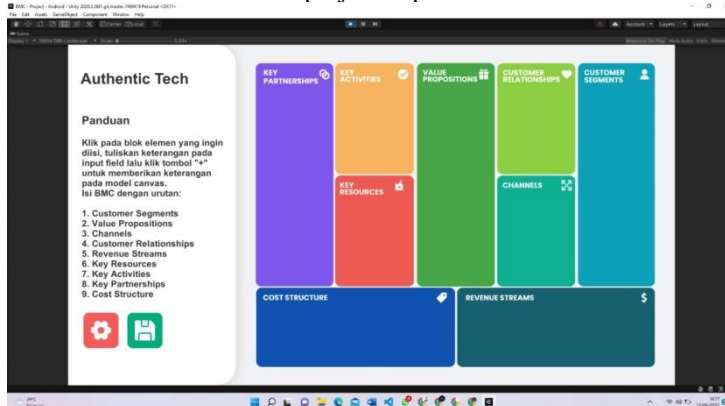 File Edit Assets GameObject Component Window Help
Account Layers Layout
Game
Authentic Tech
Panduan
Klik pada blok elemen yang ingin
diisi, tuliskan keterangan pada
input field lalu klik tombol "+"
untuk memberikan keterangan
pada model canvas.
Isi BMC dengan urutan:
1. Customer Segments
2. Value Propositions
3. Channels
4. Customer Relationships
5. Revenue Streams
6. Key Resources
7. Key Activities
8. Key Partnerships
9. Cost Structure
KEY
PARTNERSHIPS
KEY
ACTIVITIES
VALUE
PROPOSITIONS
CUSTOMER
RELATIONSHIPS
CUSTOMER
SEGMENTS
KEY
RESOURCES
CHANNELS
COST STRUCTURE
REVENUE STREAMS
$